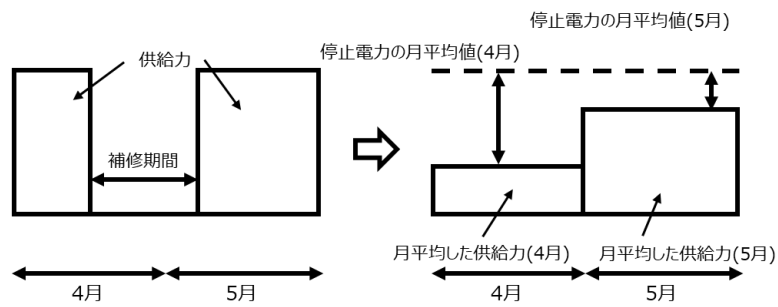 供給力
補修期間
4月
5月
停止電力の月平均値(4月)
停止電力の月平均値(5月)
月平均した供給力(4月)
月平均した供給力(5月)
4月
5月